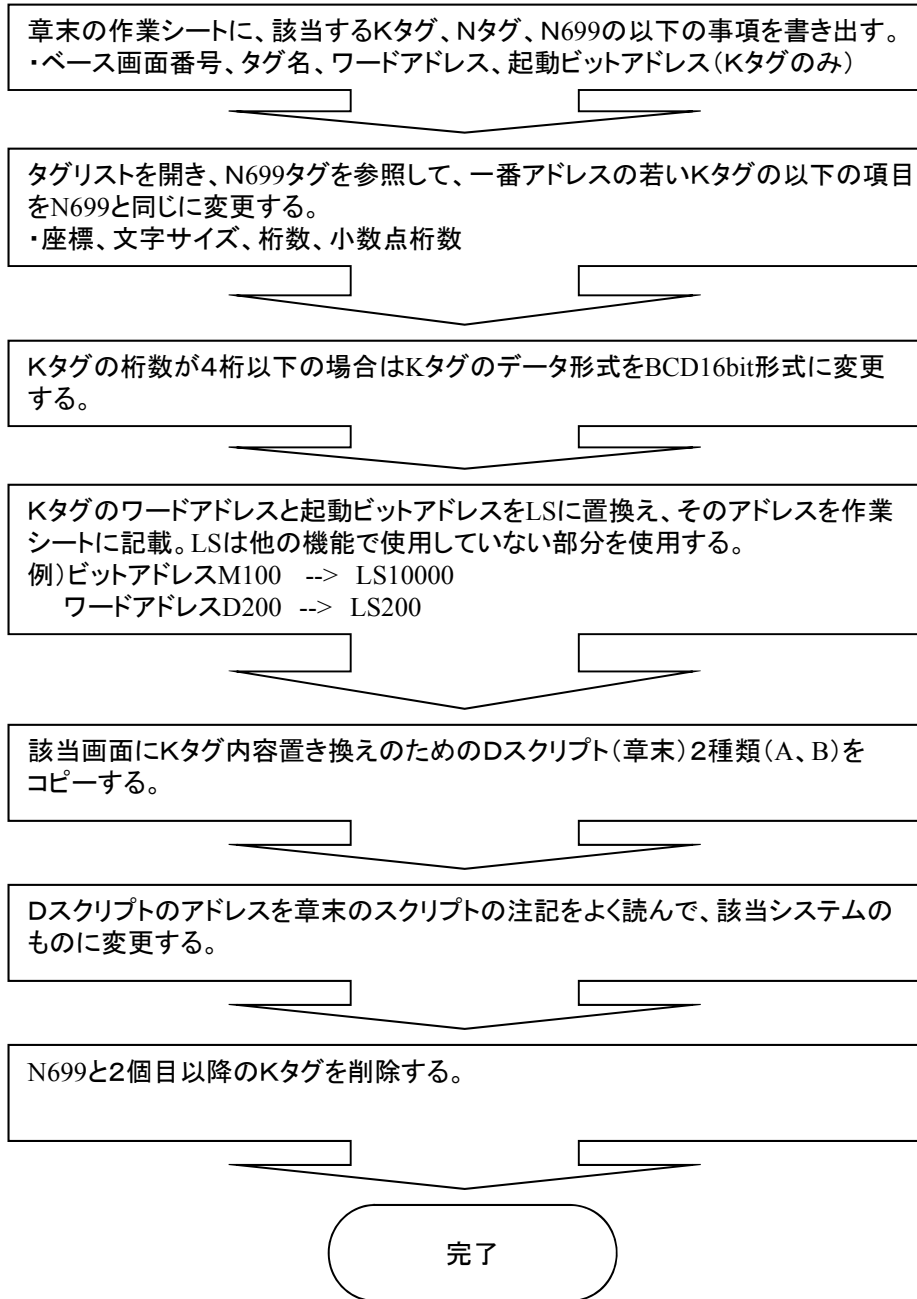 章末の作業シートに、該当するKタグ、Nタグ、N699の以下の事項を書き出す。
・ベース画面番号、タグ名、ワードアドレス、起動ビットアドレス（Kタグのみ）
タグリストを開き、N699タグを参照して、一番アドレスの若いKタグの以下の項目
をN699と同じに変更する。
・座標、文字サイズ、桁数、小数点桁数
Kタグの桁数が４桁以下の場合はKタグのデータ形式をBCD16bit形式に変更
する。
KタグのワードアドレスとI起動ビットアドレスをLSに置換え、そのアドレスを作業
シートに記載。LSは他の機能で使用していない部分を使用する。
例）ビットアドレスM100 --> LS10000
ワードアドレスD200 --> LS200
該当画面にKタグ内容置き換えのためのDスクリプト（章末）２種類（A、B）を
コピーする。
Dスクリプトのアドレスを章末のスクリプトの注記をよく読んで、該当システムの
ものに変更する。
N699と２個目以降のKタグを削除する。
完了